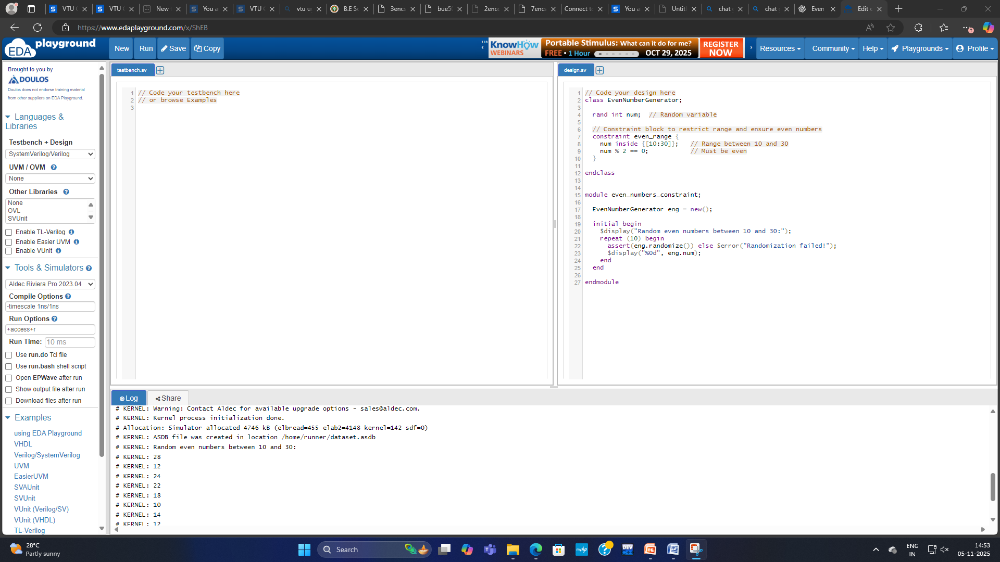 VTU
VTU
New
You a
VTU
vtu u
B.E Sc
3encs
bue50
2enc
7encs
Connect to
You a
Untit
chat
chat
Even
Edit
https://www.edaplayground.com/x/ShEB
EDA playground
New
Run
Save
Copy
1/6
KnowHow
WEBINARS
Portable Stimulus: What can it do for me?
FREE • 1 Hour
OCT 29, 2025
REGISTER
NOW
Resources
Community
Help
Playgrounds
Profile
Brought to you by
DOULOS
Doulos does not endorse training material
from other suppliers on EDA Playground.
Languages &
Libraries
Testbench + Design
SystemVerilog/Verilog
UVM / OVM
None
Other Libraries
None
OVL
SVUnit
Enable TL-Verilog
Enable Easier UVM
Enable VUnit
Tools & Simulators
Aldec Riviera Pro 2023.04
Compile Options
-timescale 1ns/1ns
Run Options
+access+r
Run Time: 10 ms
Use run.do Tcl file
Use run.bash shell script
Open EPWave after run
Show output file after run
Download files after run
Examples
using EDA Playground
VHDL
Verilog/SystemVerilog
UVM
EasierUVM
SVAUnit
SVUnit
VUnit (Verilog/SV)
VUnit (VHDL)
TL-Verilog
testbench.sv
1 // Code your testbench here
2 // or browse Examples
3
design.sv
1 // Code your design here
2 class EvenNumberGenerator;
3
4 rand int num; // Random variable
5
6 // Constraint block to restrict range and ensure even numbers
7 constraint even_range {
8 num inside {[10:30]}; // Range between 10 and 30
9 num % 2 == 0; // Must be even
10 }
11
12 endclass
13
14
15 module even_numbers_constraint;
16
17 EvenNumberGenerator eng = new();
18
19 initial begin
20 $display("Random even numbers between 10 and 30:");
21 repeat (10) begin
22 assert(eng.randomize()) else $error("Randomization failed!");
23 $display("%0d", eng.num);
24 end
25 end
26
27 endmodule
Log
Share
# KERNEL: Warning: Contact Aldec for available upgrade options - sales@aldec.com.
# KERNEL: Kernel process initialization done.
# Allocation: Simulator allocated 4746 kB (elbread=455 elab2=4148 kernel=142 sdf=0)
# KERNEL: ASDB file was created in location /home/runner/dataset.asdb
# KERNEL: Random even numbers between 10 and 30:
# KERNEL: 28
# KERNEL: 12
# KERNEL: 24
# KERNEL: 22
# KERNEL: 18
# KERNEL: 10
# KERNEL: 14
# KERNEL: 12
28°C
Partly sunny
Search
myhp
DEV
ENG
IN
14:53
05-11-2025